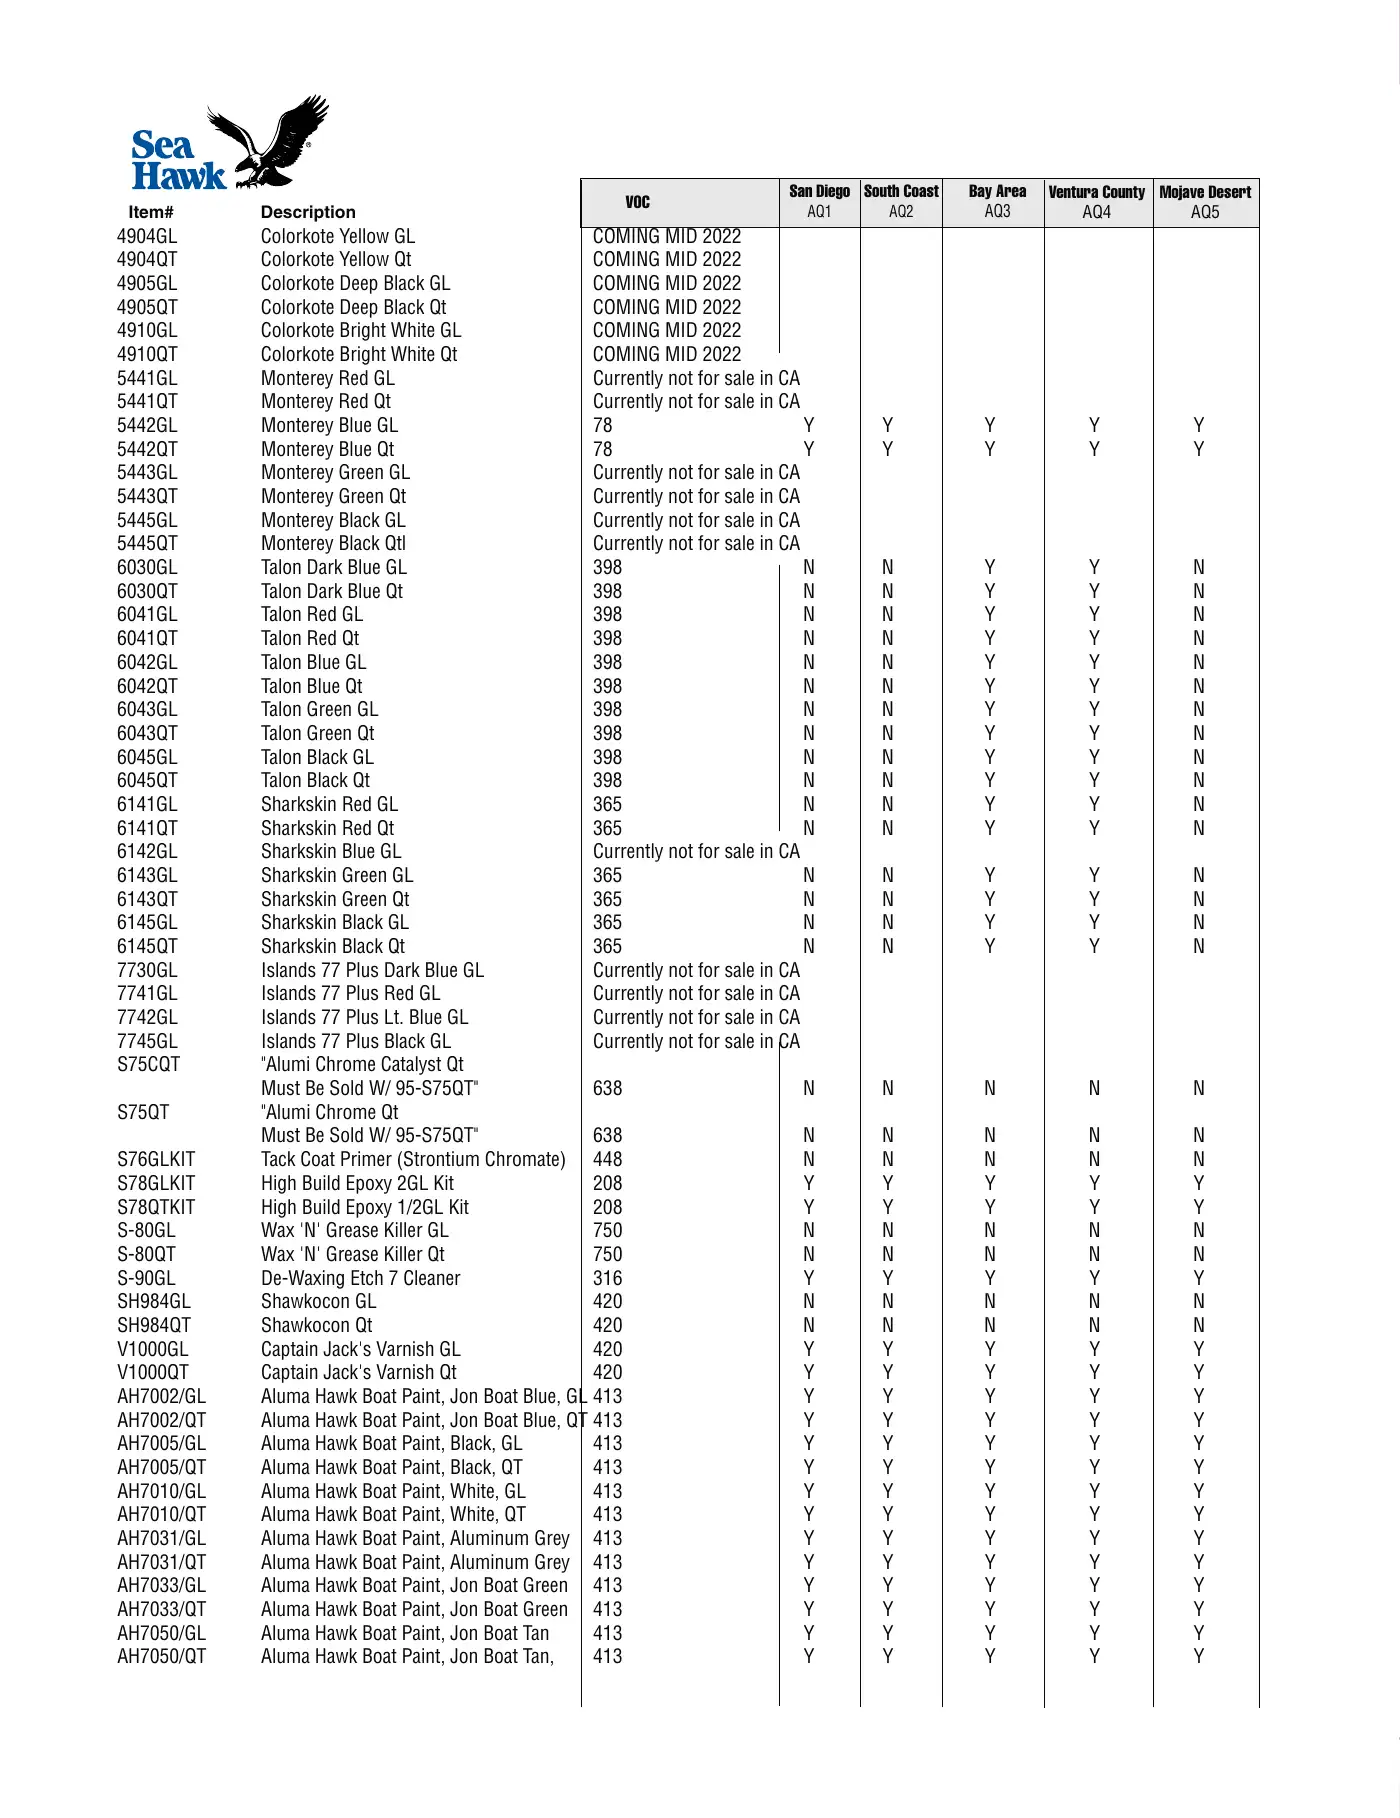 Sea
Hawk®
Item# Description VOC San Diego AQ1 South Coast AQ2 Bay Area AQ3 Ventura County AQ4 Mojave Desert AQ5
4904GL Colorkote Yellow GL COMING MID 2022
4904QT Colorkote Yellow Qt COMING MID 2022
4905GL Colorkote Deep Black GL COMING MID 2022
4905QT Colorkote Deep Black Qt COMING MID 2022
4910GL Colorkote Bright White GL COMING MID 2022
4910QT Colorkote Bright White Qt COMING MID 2022
5441GL Monterey Red GL Currently not for sale in CA
5441QT Monterey Red Qt Currently not for sale in CA
5442GL Monterey Blue GL 78 Y Y Y Y Y
5442QT Monterey Blue Qt 78 Y Y Y Y Y
5443GL Monterey Green GL Currently not for sale in CA
5443QT Monterey Green Qt Currently not for sale in CA
5445GL Monterey Black GL Currently not for sale in CA
5445QT Monterey Black Qtl Currently not for sale in CA
6030GL Talon Dark Blue GL 398 N N Y Y N
6030QT Talon Dark Blue Qt 398 N N Y Y N
6041GL Talon Red GL 398 N N Y Y N
6041QT Talon Red Qt 398 N N Y Y N
6042GL Talon Blue GL 398 N N Y Y N
6042QT Talon Blue Qt 398 N N Y Y N
6043GL Talon Green GL 398 N N Y Y N
6043QT Talon Green Qt 398 N N Y Y N
6045GL Talon Black GL 398 N N Y Y N
6045QT Talon Black Qt 398 N N Y Y N
6141GL Sharkskin Red GL 365 N N Y Y N
6141QT Sharkskin Red Qt 365 N N Y Y N
6142GL Sharkskin Blue GL Currently not for sale in CA
6143GL Sharkskin Green GL 365 N N Y Y N
6143QT Sharkskin Green Qt 365 N N Y Y N
6145GL Sharkskin Black GL 365 N N Y Y N
6145QT Sharkskin Black Qt 365 N N Y Y N
7730GL Islands 77 Plus Dark Blue GL Currently not for sale in CA
7741GL Islands 77 Plus Red GL Currently not for sale in CA
7742GL Islands 77 Plus Lt. Blue GL Currently not for sale in CA
7745GL Islands 77 Plus Black GL Currently not for sale in CA
S75CQT "Alumi Chrome Catalyst Qt
Must Be Sold W/ 95-S75QT" 638 N N N N N
S75QT "Alumi Chrome Qt
Must Be Sold W/ 95-S75QT" 638 N N N N N
S76GLKIT Tack Coat Primer (Strontium Chromate) 448 N N N N N
S78GLKIT High Build Epoxy 2GL Kit 208 Y Y Y Y Y
S78QTKIT High Build Epoxy 1/2GL Kit 208 Y Y Y Y Y
S-80GL Wax 'N' Grease Killer GL 750 N N N N N
S-80QT Wax 'N' Grease Killer Qt 750 N N N N N
S-90GL De-Waxing Etch 7 Cleaner 316 Y Y Y Y Y
SH984GL Shawkocon GL 420 N N N N N
SH984QT Shawkocon Qt 420 N N N N N
V1000GL Captain Jack's Varnish GL 420 Y Y Y Y Y
V1000QT Captain Jack's Varnish Qt 420 Y Y Y Y Y
AH7002/GL Aluma Hawk Boat Paint, Jon Boat Blue, GL 413 Y Y Y Y Y
AH7002/QT Aluma Hawk Boat Paint, Jon Boat Blue, QT 413 Y Y Y Y Y
AH7005/GL Aluma Hawk Boat Paint, Black, GL 413 Y Y Y Y Y
AH7005/QT Aluma Hawk Boat Paint, Black, QT 413 Y Y Y Y Y
AH7010/GL Aluma Hawk Boat Paint, White, GL 413 Y Y Y Y Y
AH7010/QT Aluma Hawk Boat Paint, White, QT 413 Y Y Y Y Y
AH7031/GL Aluma Hawk Boat Paint, Aluminum Grey 413 Y Y Y Y Y
AH7031/QT Aluma Hawk Boat Paint, Aluminum Grey 413 Y Y Y Y Y
AH7033/GL Aluma Hawk Boat Paint, Jon Boat Green 413 Y Y Y Y Y
AH7033/QT Aluma Hawk Boat Paint, Jon Boat Green 413 Y Y Y Y Y
AH7050/GL Aluma Hawk Boat Paint, Jon Boat Tan 413 Y Y Y Y Y
AH7050/QT Aluma Hawk Boat Paint, Jon Boat Tan, 413 Y Y Y Y Y